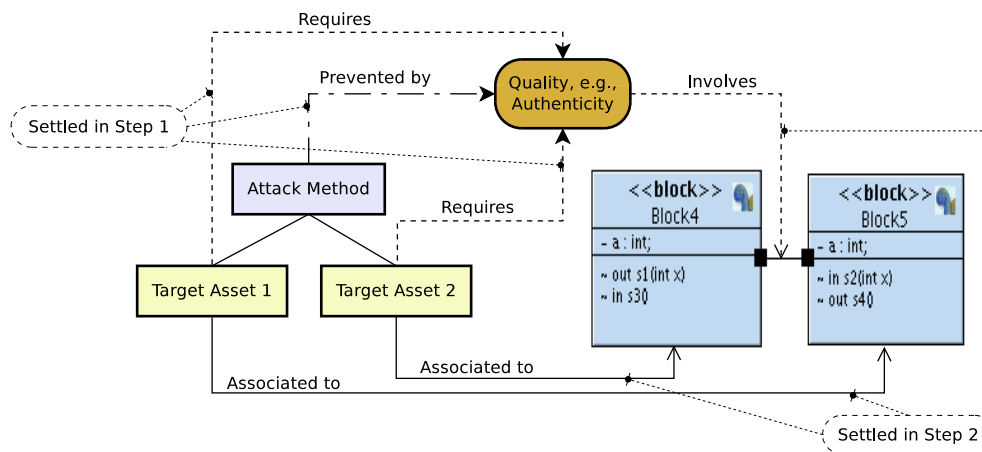 Requires
Prevented by
Quality, e.g.,
Authenticity
Involves
Settled in Step 1
Attack Method
Requires
<<block>>
Block4
- a : int;
~ out s1(int x)
~ in s3()
<<block>>
Block5
- a : int;
~ in s2(int x)
~ out s4()
Target Asset 1
Target Asset 2
Associated to
Associated to
Settled in Step 2